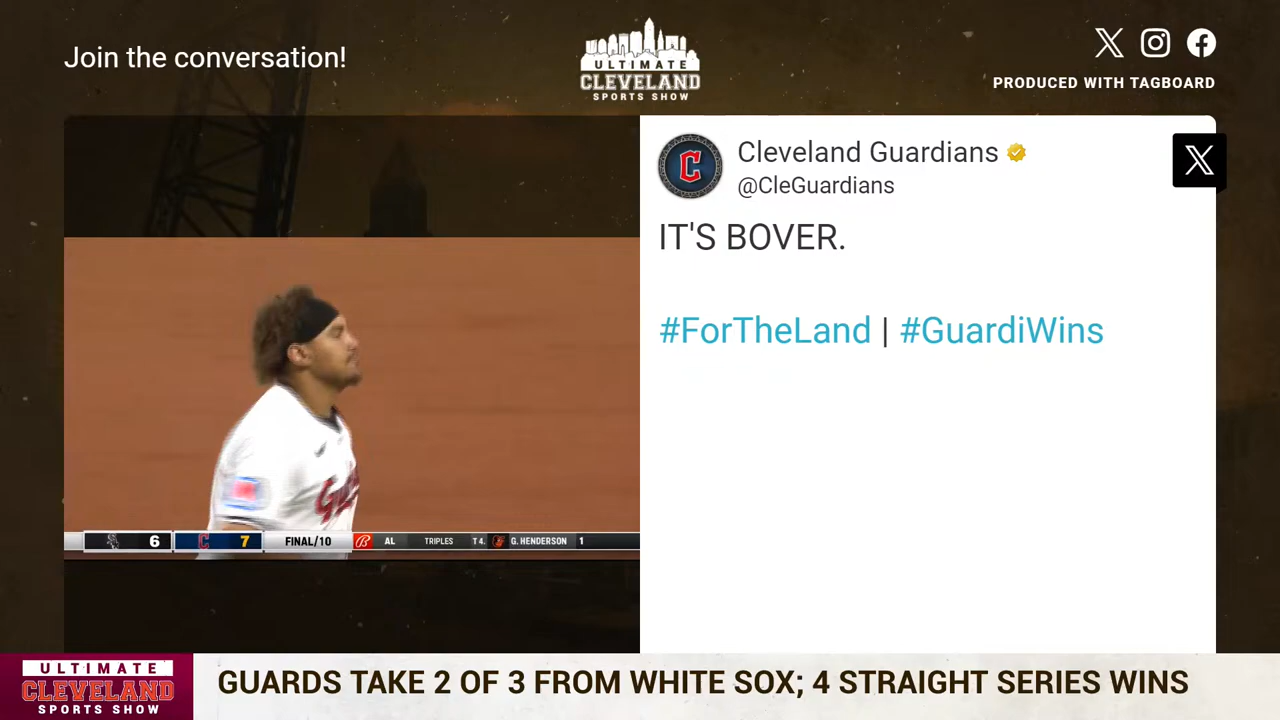 Join the conversation!
ULTIMATE
CLEVELAND
SPORTS SHOW
PRODUCED WITH TAGBOARD
Cleveland Guardians
@CleGuardians
IT'S BOVER.
#ForTheLand | #GuardiWins
6 C 7 FINAL/10 B AL TRIPLES T4. G. HENDERSON 1
ULTIMATE
CLEVELAND
SPORTS SHOW
GUARDS TAKE 2 OF 3 FROM WHITE SOX; 4 STRAIGHT SERIES WINS